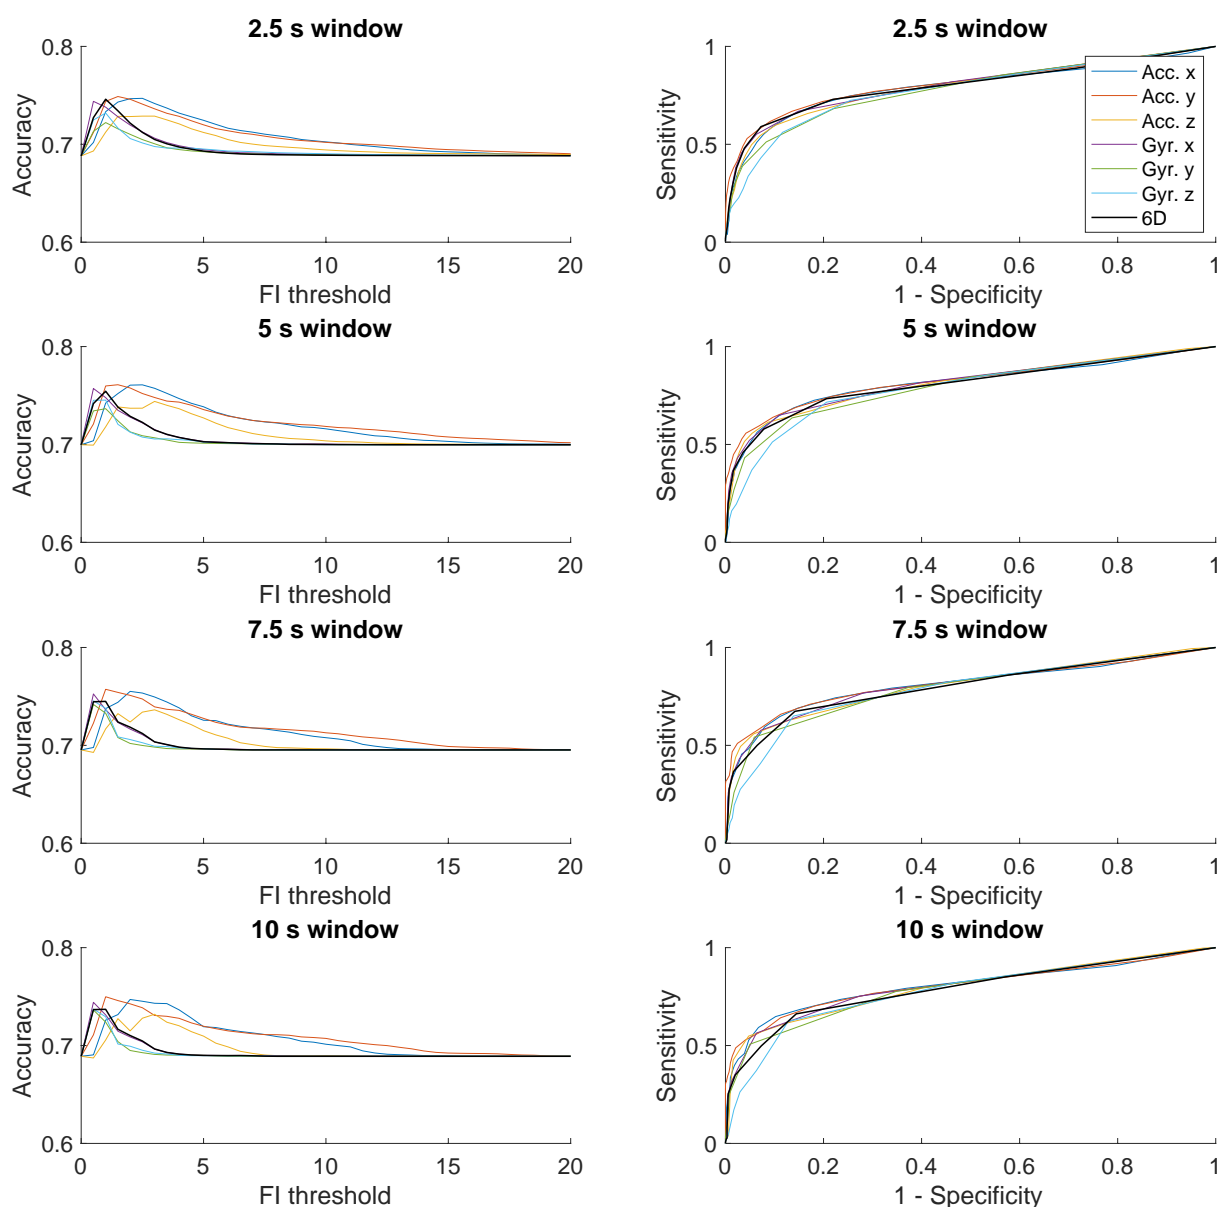 2.5 s window
0.8
0.7
0.6
Accuracy
0
5
10
15
20
FI threshold
2.5 s window
1
0.5
0
Sensitivity
0
0.2
0.4
0.6
0.8
1
1 - Specificity
Acc. x
Acc. y
Acc. z
Gyr. x
Gyr. y
Gyr. z
6D
5 s window
0.8
0.7
0.6
Accuracy
0
5
10
15
20
FI threshold
5 s window
1
0.5
0
Sensitivity
0
0.2
0.4
0.6
0.8
1
1 - Specificity
7.5 s window
0.8
0.7
0.6
Accuracy
0
5
10
15
20
FI threshold
7.5 s window
1
0.5
0
Sensitivity
0
0.2
0.4
0.6
0.8
1
1 - Specificity
10 s window
0.8
0.7
0.6
Accuracy
0
5
10
15
20
FI threshold
10 s window
1
0.5
0
Sensitivity
0
0.2
0.4
0.6
0.8
1
1 - Specificity